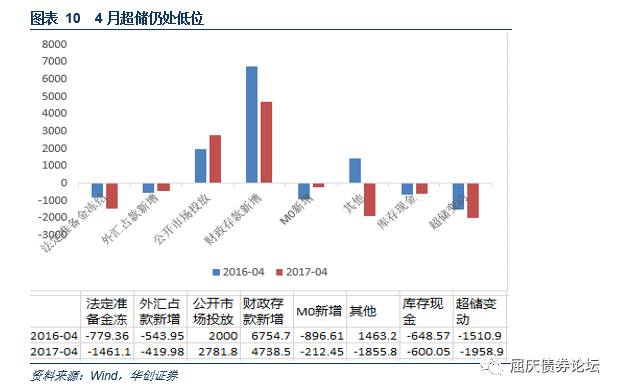 图表 10 4 月超储仍处低位
8000
7000
6000
5000
4000
3000
2000
1000
0
-1000
-2000
-3000
法定准备金冻结
外汇占款新增
公开市场投放
财政存款新增
M0新增
其他
库存现金
超储变动
2016-04 2017-04
法定准备金冻 外汇占款新增 公开市场投放 财政存款新增 M0新增 其他 库存现金 超储变动
2016-04 -779.36 -543.95 2000 6754.7 -896.61 1463.2 -648.57 -1510.9
2017-04 -1461.1 -419.98 2781.8 4738.5 -212.45 -1855.8 -600.05 -1958.9
资料来源：Wind，华创证券
屈庆债券论坛